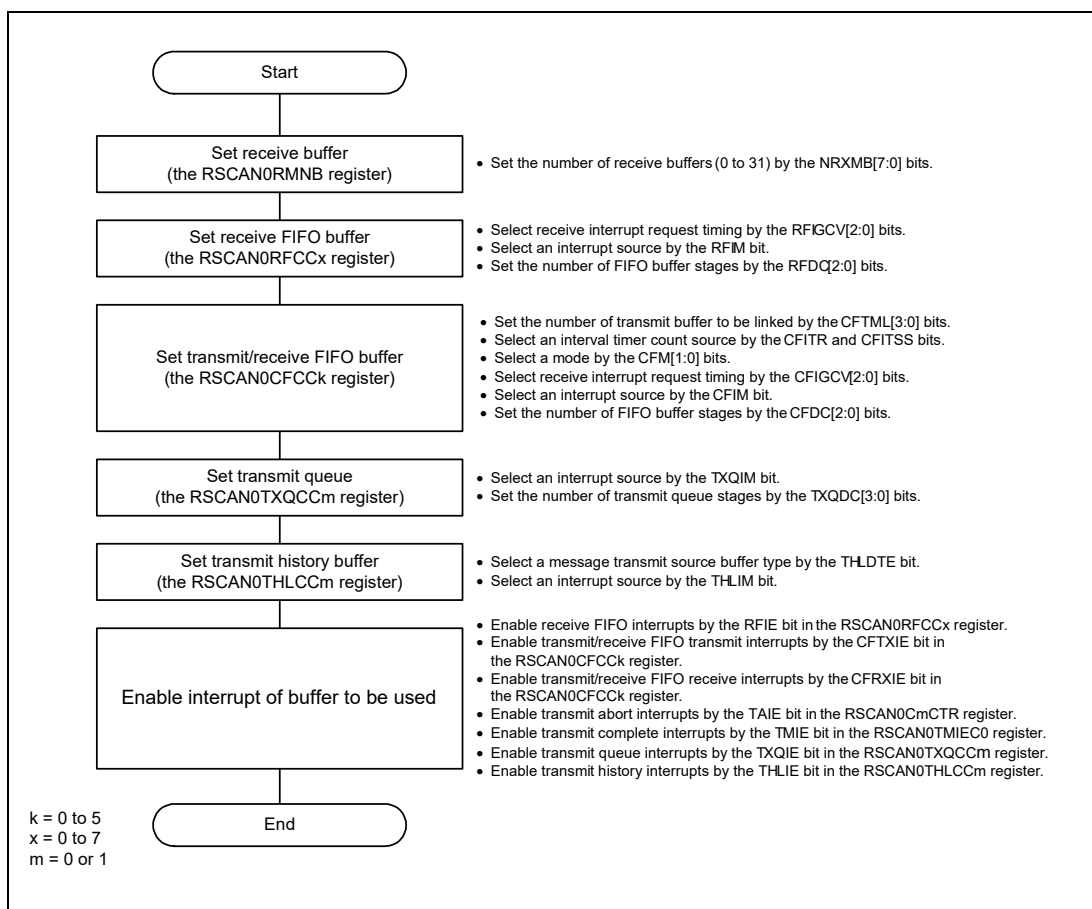 Start
Set receive buffer
(the RSCAN0RMNB register)
• Set the number of receive buffers (0 to 31) by the NRXMB[7:0] bits.
Set receive FIFO buffer
(the RSCAN0RFCCx register)
• Select receive interrupt request timing by the RFIGCV[2:0] bits.
• Select an interrupt source by the RFIM bit.
• Set the number of FIFO buffer stages by the RFDC[2:0] bits.
Set transmit/receive FIFO buffer
(the RSCAN0CFCCk register)
• Set the number of transmit buffer to be linked by the CFTML[3:0] bits.
• Select an interval timer count source by the CFITR and CFITSS bits.
• Select a mode by the CFM[1:0] bits.
• Select receive interrupt request timing by the CFIGCV[2:0] bits.
• Select an interrupt source by the CFIM bit.
• Set the number of FIFO buffer stages by the CFDC[2:0] bits.
Set transmit queue
(the RSCAN0TXQCCm register)
• Select an interrupt source by the TXQIM bit.
• Set the number of transmit queue stages by the TXQDC[3:0] bits.
Set transmit history buffer
(the RSCAN0THLCCm register)
• Select a message transmit source buffer type by the THLDTE bit.
• Select an interrupt source by the THLIM bit.
Enable interrupt of buffer to be used
• Enable receive FIFO interrupts by the RFIE bit in the RSCAN0RFCCx register.
• Enable transmit/receive FIFO transmit interrupts by the CFTXIE bit in
the RSCAN0CFCCk register.
• Enable transmit/receive FIFO receive interrupts by the CFRXIE bit in
the RSCAN0CFCCk register.
• Enable transmit abort interrupts by the TAIE bit in the RSCAN0CmCTR register.
• Enable transmit complete interrupts by the TMIE bit in the RSCAN0TMIEC0 register.
• Enable transmit queue interrupts by the TXQIE bit in the RSCAN0TXQCCm register.
• Enable transmit history interrupts by the THLIE bit in the RSCAN0THLCCm register.
End
k = 0 to 5
x = 0 to 7
m = 0 or 1